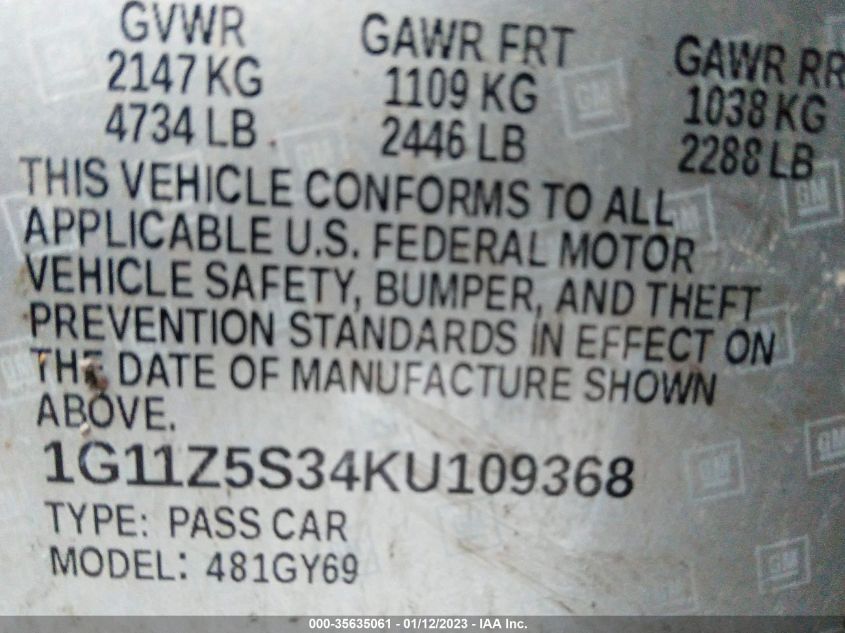 GVWR GAWR FRT GAWR RR
2147 KG 1109 KG 1038 KG
4734 LB 2446 LB 2288 LB
THIS VEHICLE CONFORMS TO ALL
APPLICABLE U.S. FEDERAL MOTOR
VEHICLE SAFETY, BUMPER, AND THEFT
PREVENTION STANDARDS IN EFFECT ON
THE DATE OF MANUFACTURE SHOWN
ABOVE.
1G11Z5S34KU109368
TYPE: PASS CAR
MODEL: 481GY69
000-35635061 - 01/12/2023 - IAA Inc.